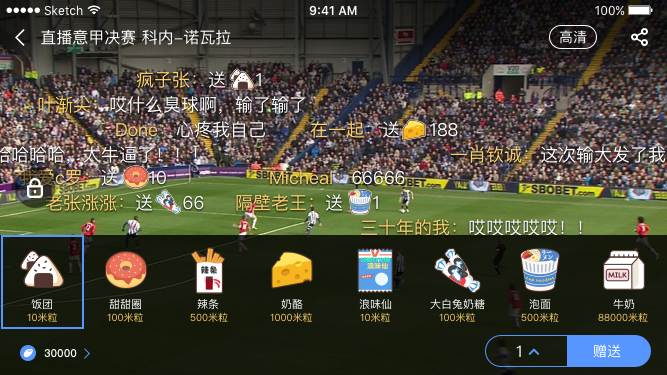 Sketch 9:41 AM 100%
直播意甲决赛 科内-诺瓦拉 高清
疯子张：送 1
叶渐尖：哎什么臭球啊，输了输了
Done：心疼我自己 在一起：送 188
哈哈哈哈，太牛逼了！！！ 一肖钦诚：这次输大发了我
c罗：送 10 Micheal：66666
老张涨涨：送 66 隔壁老王：送 1
三十年的我：哎哎哎哎哎！！
SBOBET SBOBET
饭团 甜甜圈 辣条 奶酪 浪味仙 大白兔奶糖 泡面 牛奶
10米粒 100米粒 500米粒 1000米粒 10米粒 100米粒 500米粒 88000米粒
辣条 浪味仙 MILK
30000 1 赠送